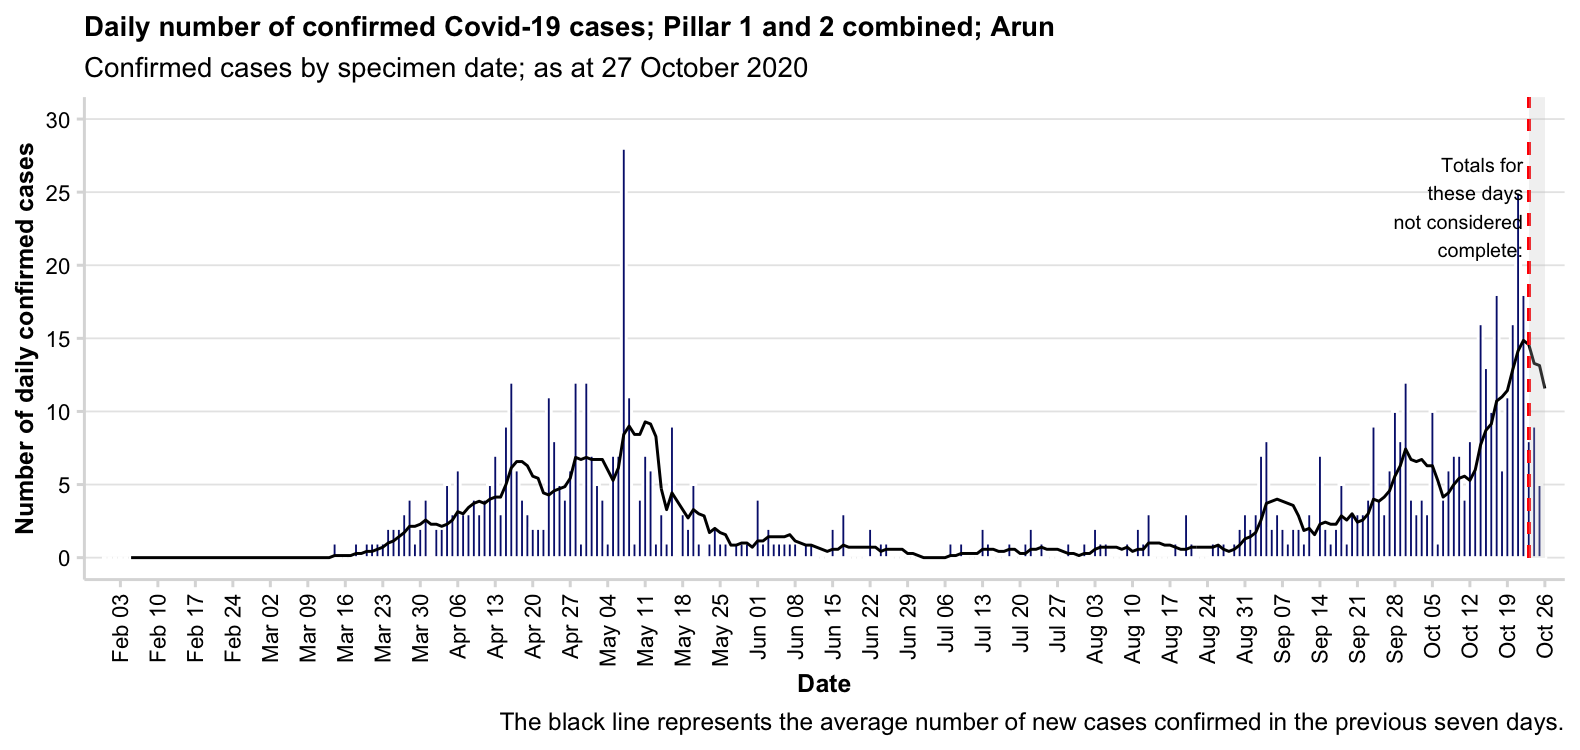 Daily number of confirmed Covid-19 cases; Pillar 1 and 2 combined; Arun
Confirmed cases by specimen date; as at 27 October 2020
Number of daily confirmed cases
30
25
20
15
10
5
0
Totals for
these days
not considered
complete:
Feb 03
Feb 10
Feb 17
Feb 24
Mar 02
Mar 09
Mar 16
Mar 23
Mar 30
Apr 06
Apr 13
Apr 20
Apr 27
May 04
May 11
May 18
May 25
Jun 01
Jun 08
Jun 15
Jun 22
Jun 29
Jul 06
Jul 13
Jul 20
Jul 27
Aug 03
Aug 10
Aug 17
Aug 24
Aug 31
Sep 07
Sep 14
Sep 21
Sep 28
Oct 05
Oct 12
Oct 19
Oct 26
Date
The black line represents the average number of new cases confirmed in the previous seven days.